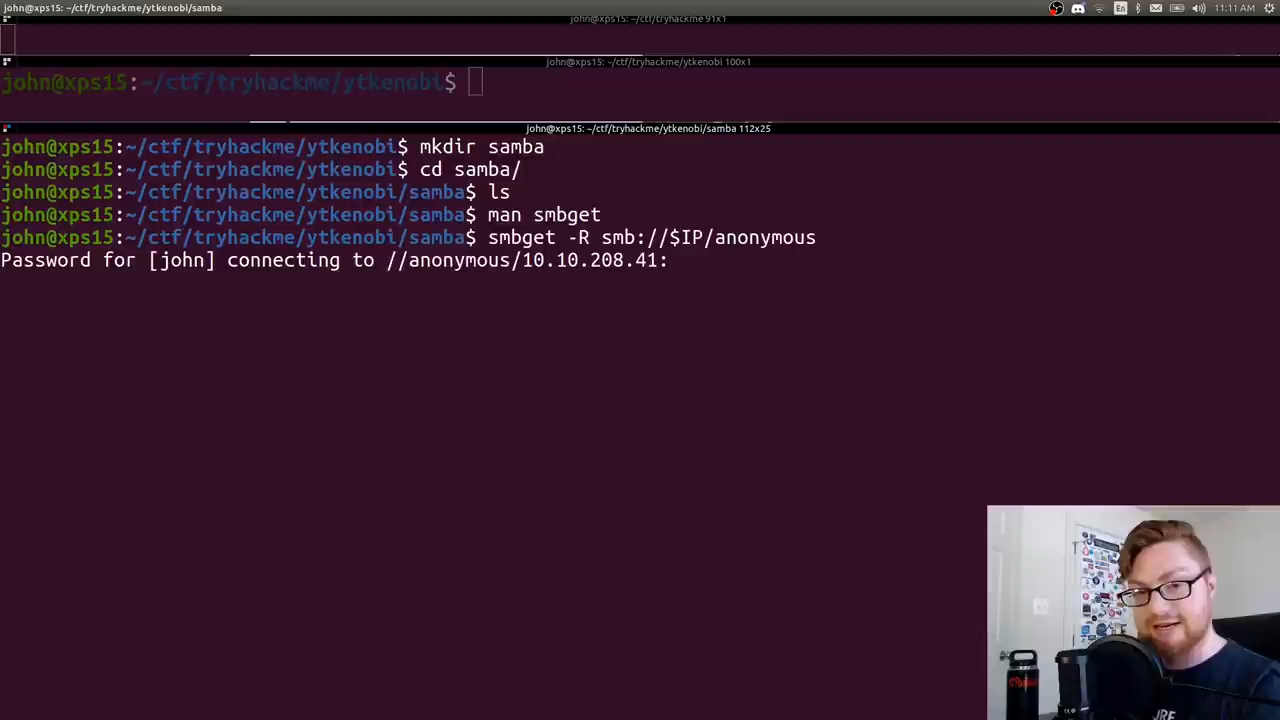 john@xps15: ~/ctf/tryhackme/ytkenobi/samba
En
11:11 AM
john@xps15: ~/ctf/tryhackme 91x1
john@xps15: ~/ctf/tryhackme/ytkenobi 100x1
john@xps15:~/ctf/tryhackme/ytkenobi$
john@xps15: ~/ctf/tryhackme/ytkenobi/samba 112x25
john@xps15:~/ctf/tryhackme/ytkenobi$ mkdir samba
john@xps15:~/ctf/tryhackme/ytkenobi$ cd samba/
john@xps15:~/ctf/tryhackme/ytkenobi/samba$ ls
john@xps15:~/ctf/tryhackme/ytkenobi/samba$ man smbget
john@xps15:~/ctf/tryhackme/ytkenobi/samba$ smbget -R smb://$IP/anonymous
Password for [john] connecting to //anonymous/10.10.208.41: